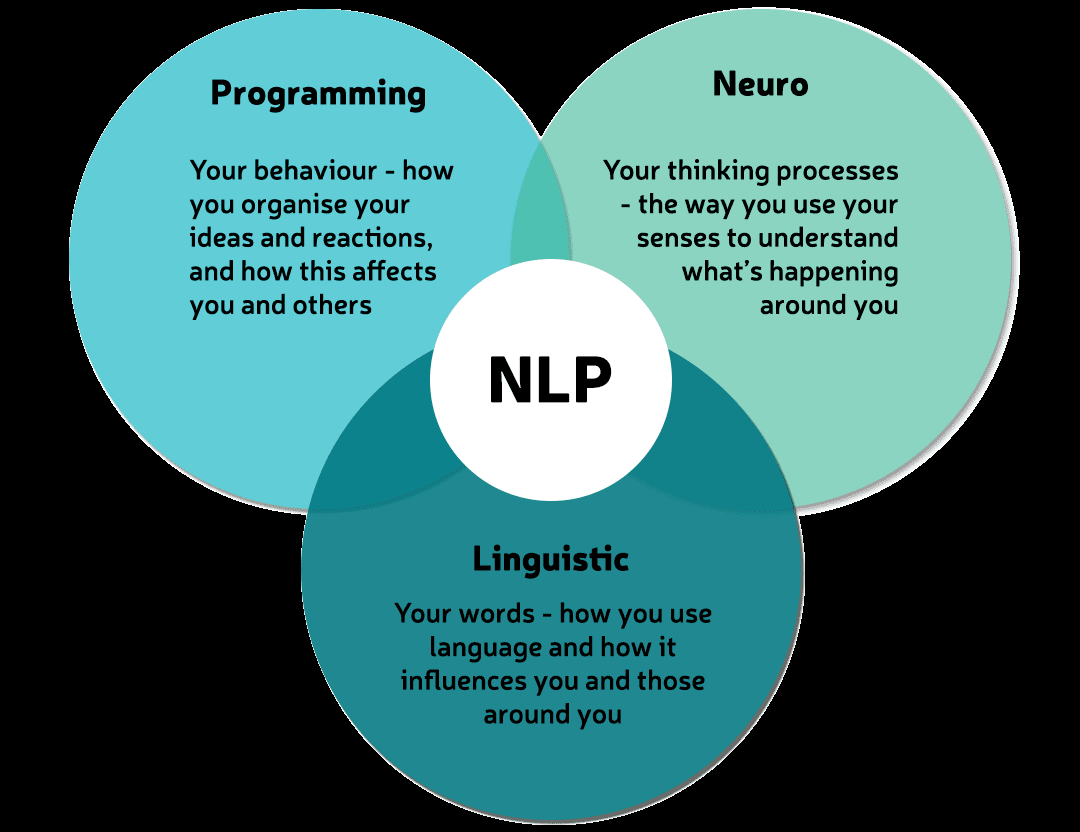 Programming
Your behaviour - how
you organise your
ideas and reactions,
and how this affects
you and others
Neuro
Your thinking processes
- the way you use your
senses to understand
what's happening
around you
NLP
Linguistic
Your words - how you use
language and how it
influences you and those
around you